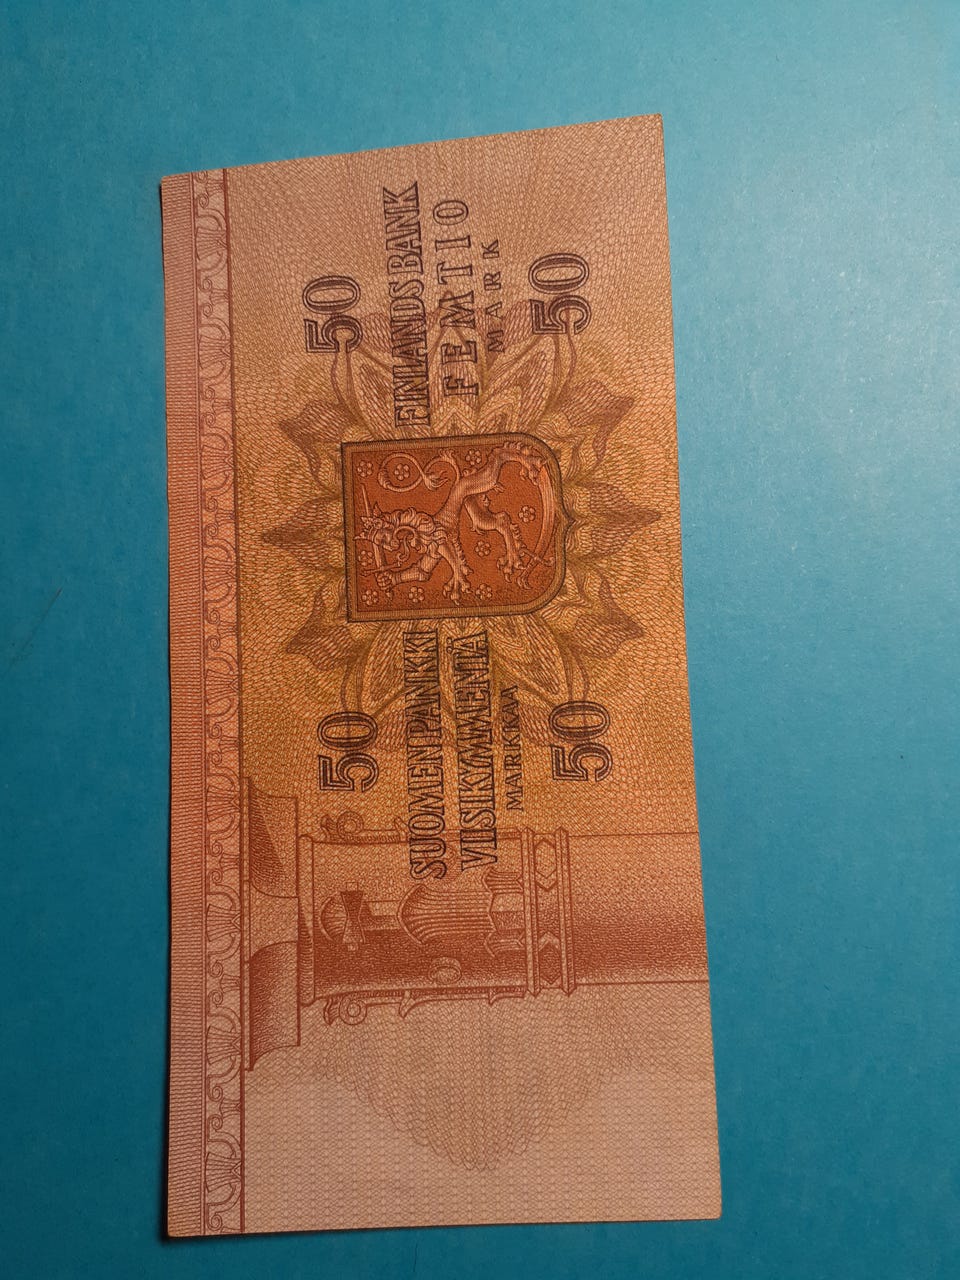 50
50
SUOMEN PANKKI
VIISIKYMMENTÄ
MARKKAA
FINLANDS BANK
FEMTIO
MARK
50
50